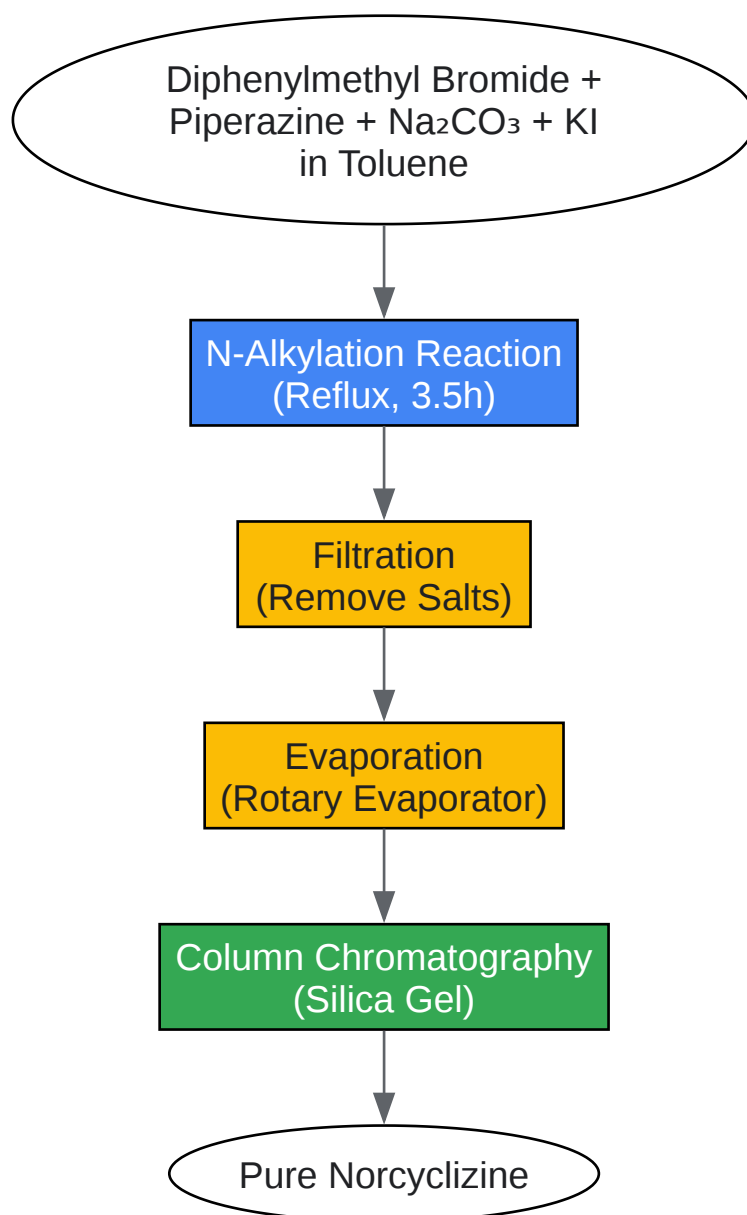 Diphenylmethyl Bromide +
Piperazine + Na₂CO₃ + KI
in Toluene
N-Alkylation Reaction
(Reflux, 3.5h)
Filtration
(Remove Salts)
Evaporation
(Rotary Evaporator)
Column Chromatography
(Silica Gel)
Pure Norcyclizine